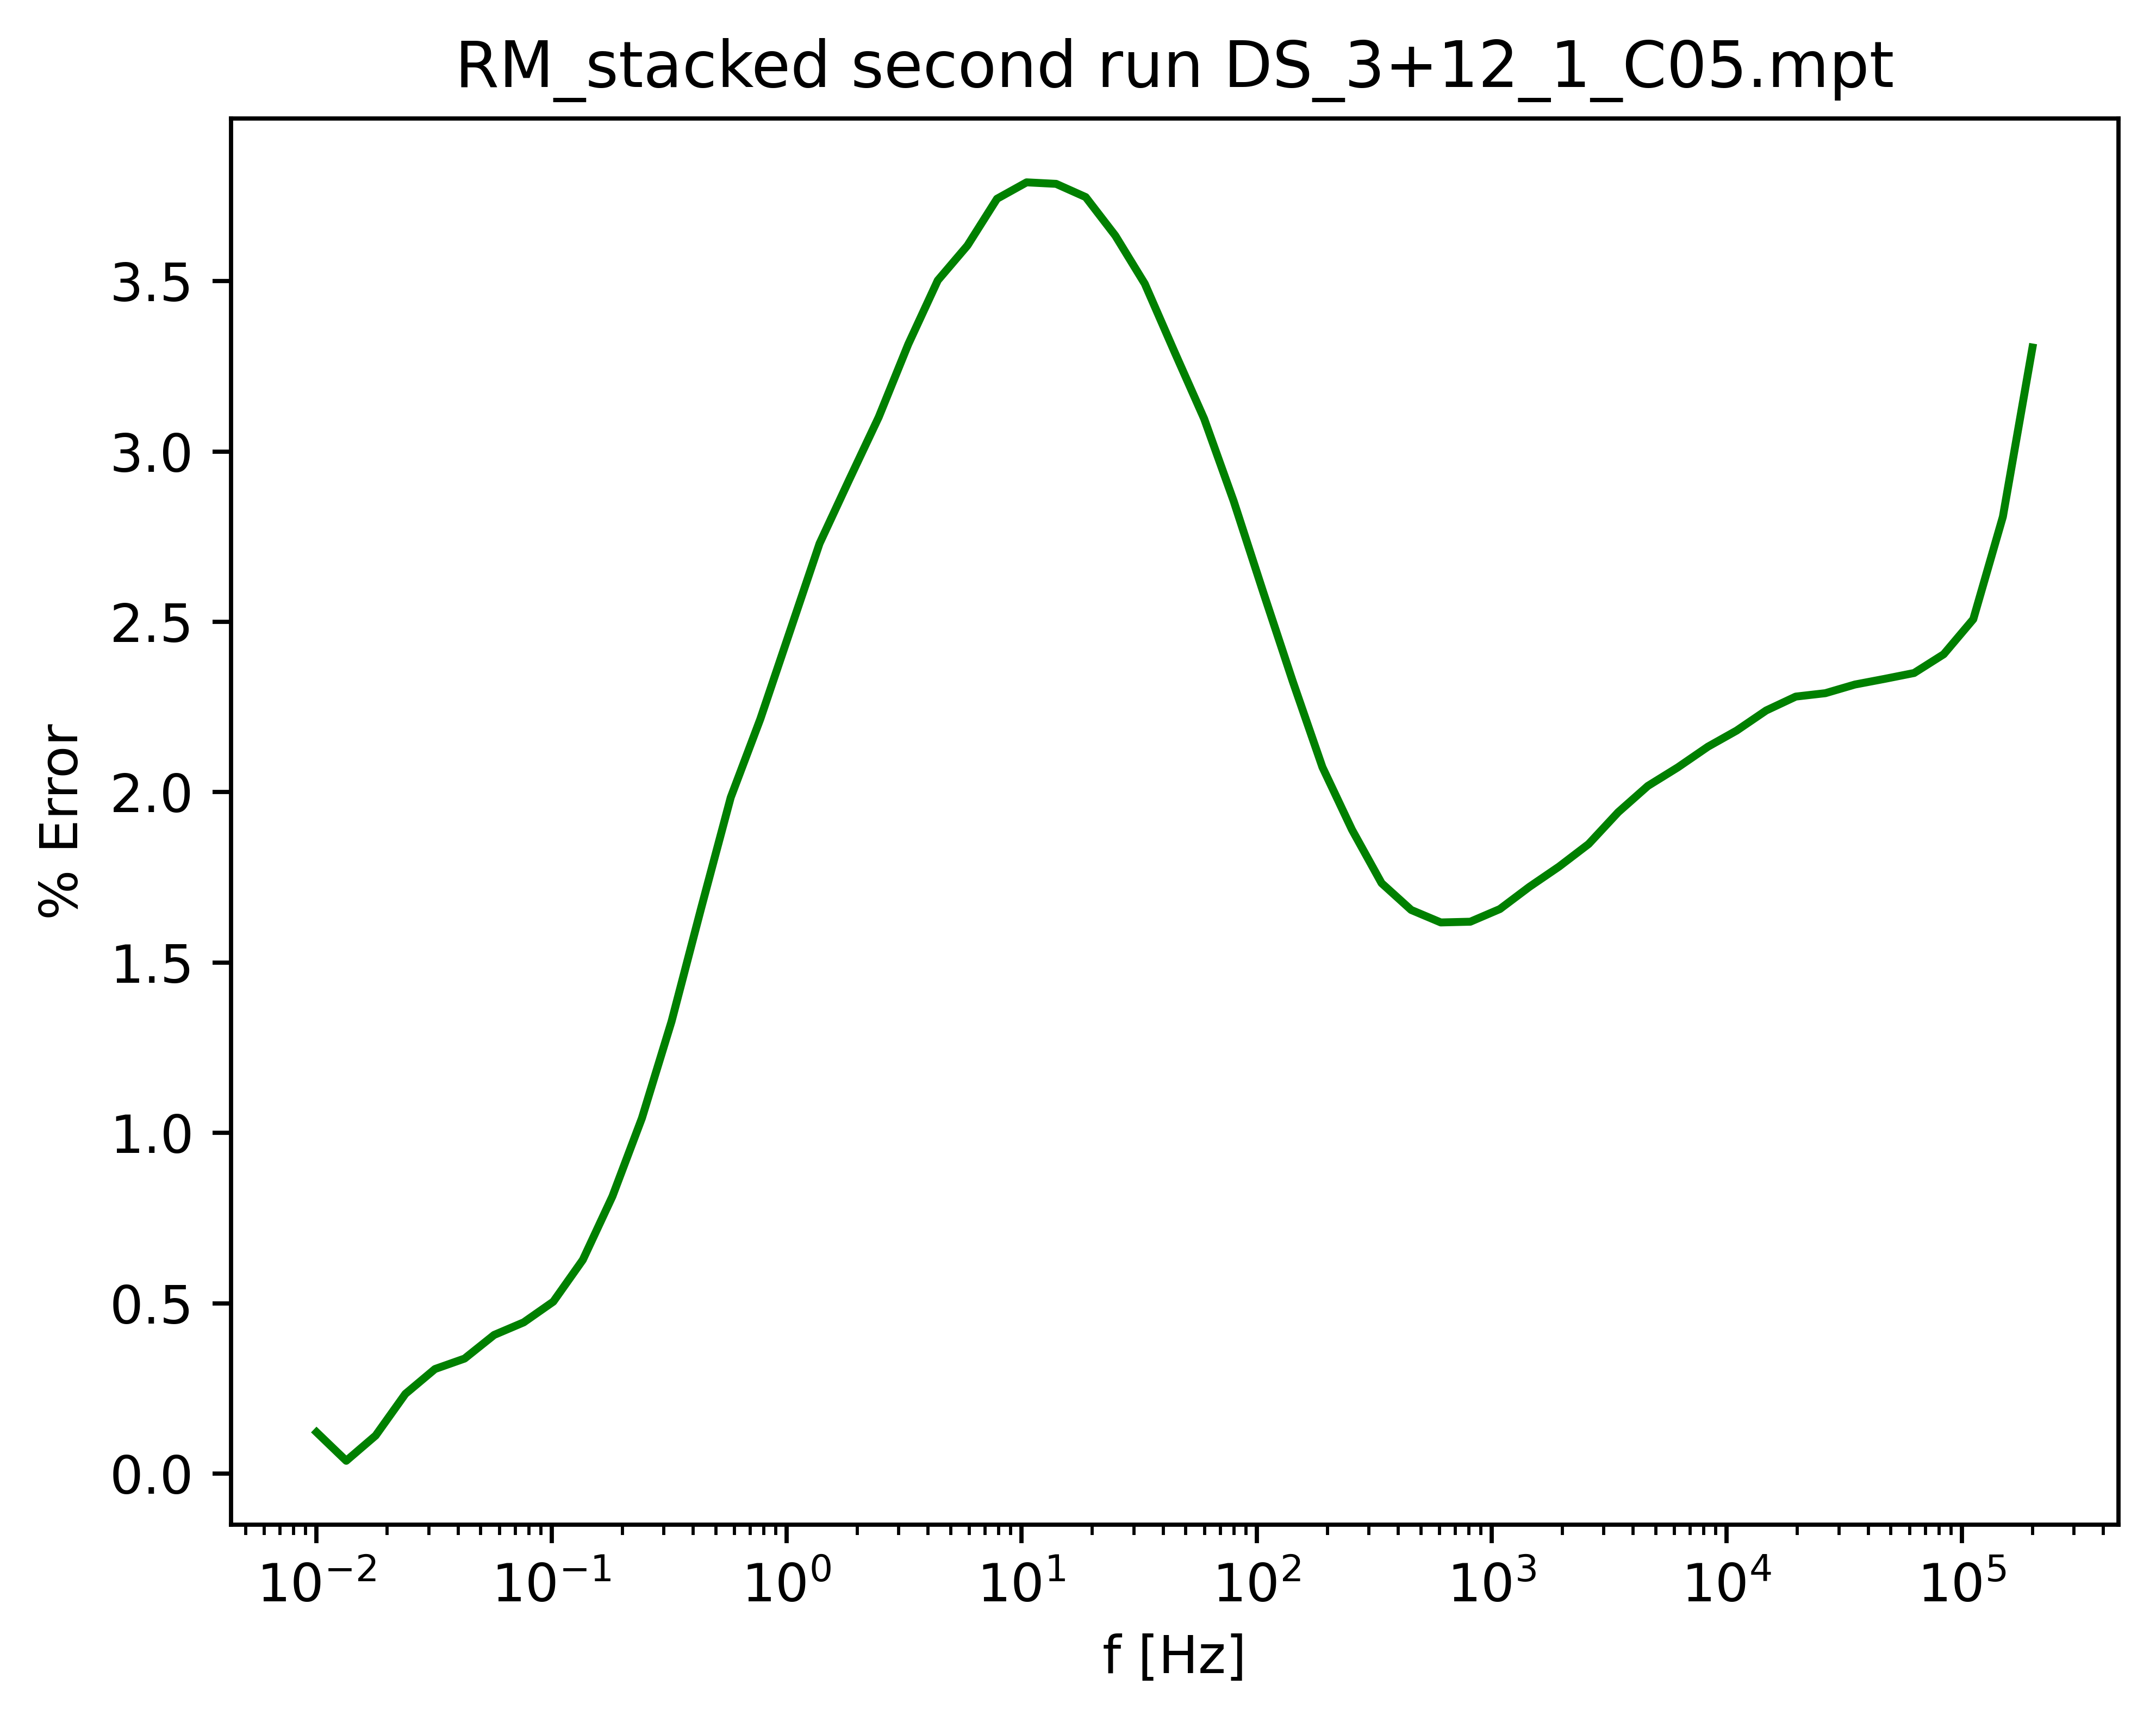 RM_stacked second run DS_3+12_1_C05.mpt
% Error
3.5
3.0
2.5
2.0
1.5
1.0
0.5
0.0
10⁻² 10⁻¹ 10⁰ 10¹ 10² 10³ 10⁴ 10⁵
f [Hz]